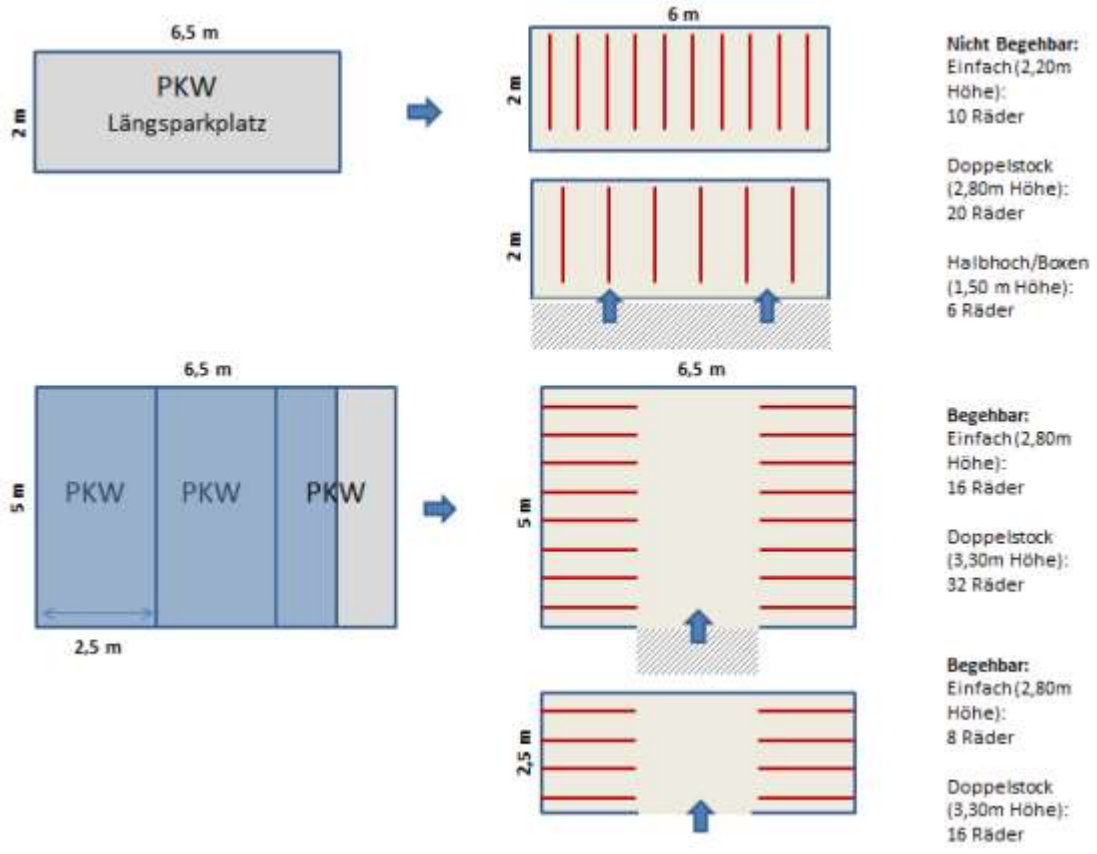 6,5 m
2 m
PKW
Längsparkplatz
6 m
2 m
2 m
Nicht Begehbar:
Einfach(2,20m
Höhe):
10 Räder
Doppelstock
(2,80m Höhe):
20 Räder
Halbhoch/Boxen
(1,50 m Höhe):
6 Räder
6,5 m
5 m
PKW
PKW
PKW
2,5 m
6,5 m
5 m
Begehbar:
Einfach(2,80m
Höhe):
16 Räder
Doppelstock
(3,30m Höhe):
32 Räder
2,5 m
Begehbar:
Einfach(2,80m
Höhe):
8 Räder
Doppelstock
(3,30m Höhe):
16 Räder